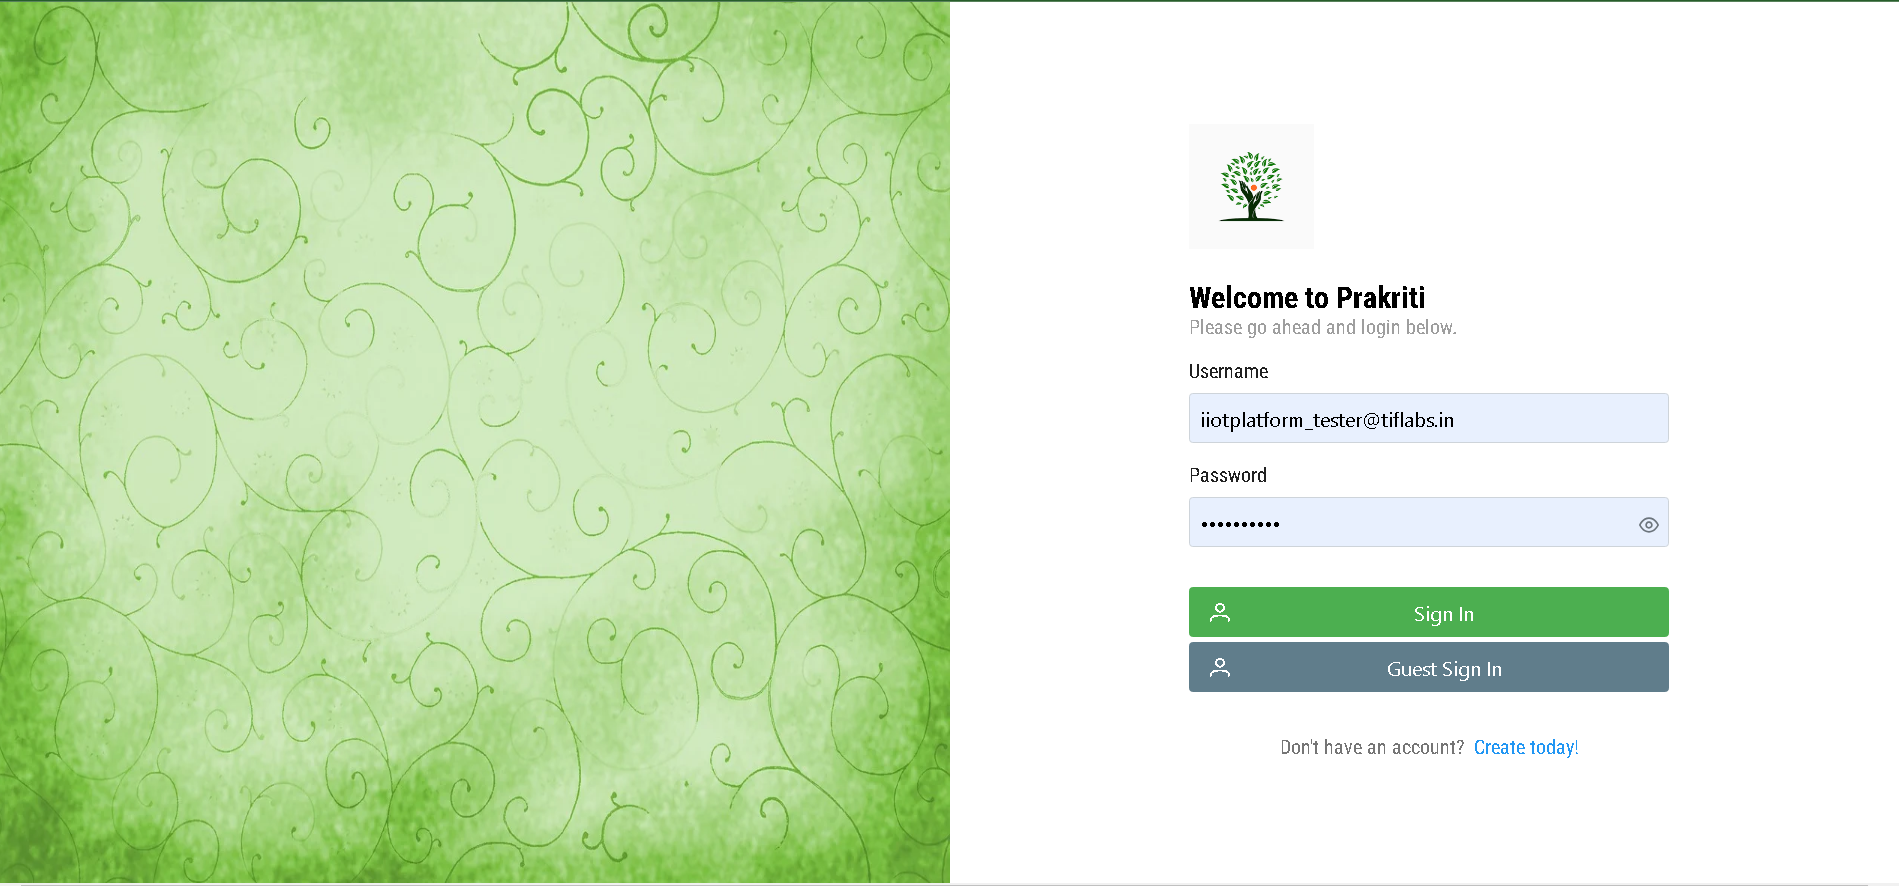 Welcome to Prakriti
Please go ahead and login below.
Username
iiotplatform_tester@tiflabs.in
Password
••••••••••
Sign In
Guest Sign In
Don't have an account? Create today!